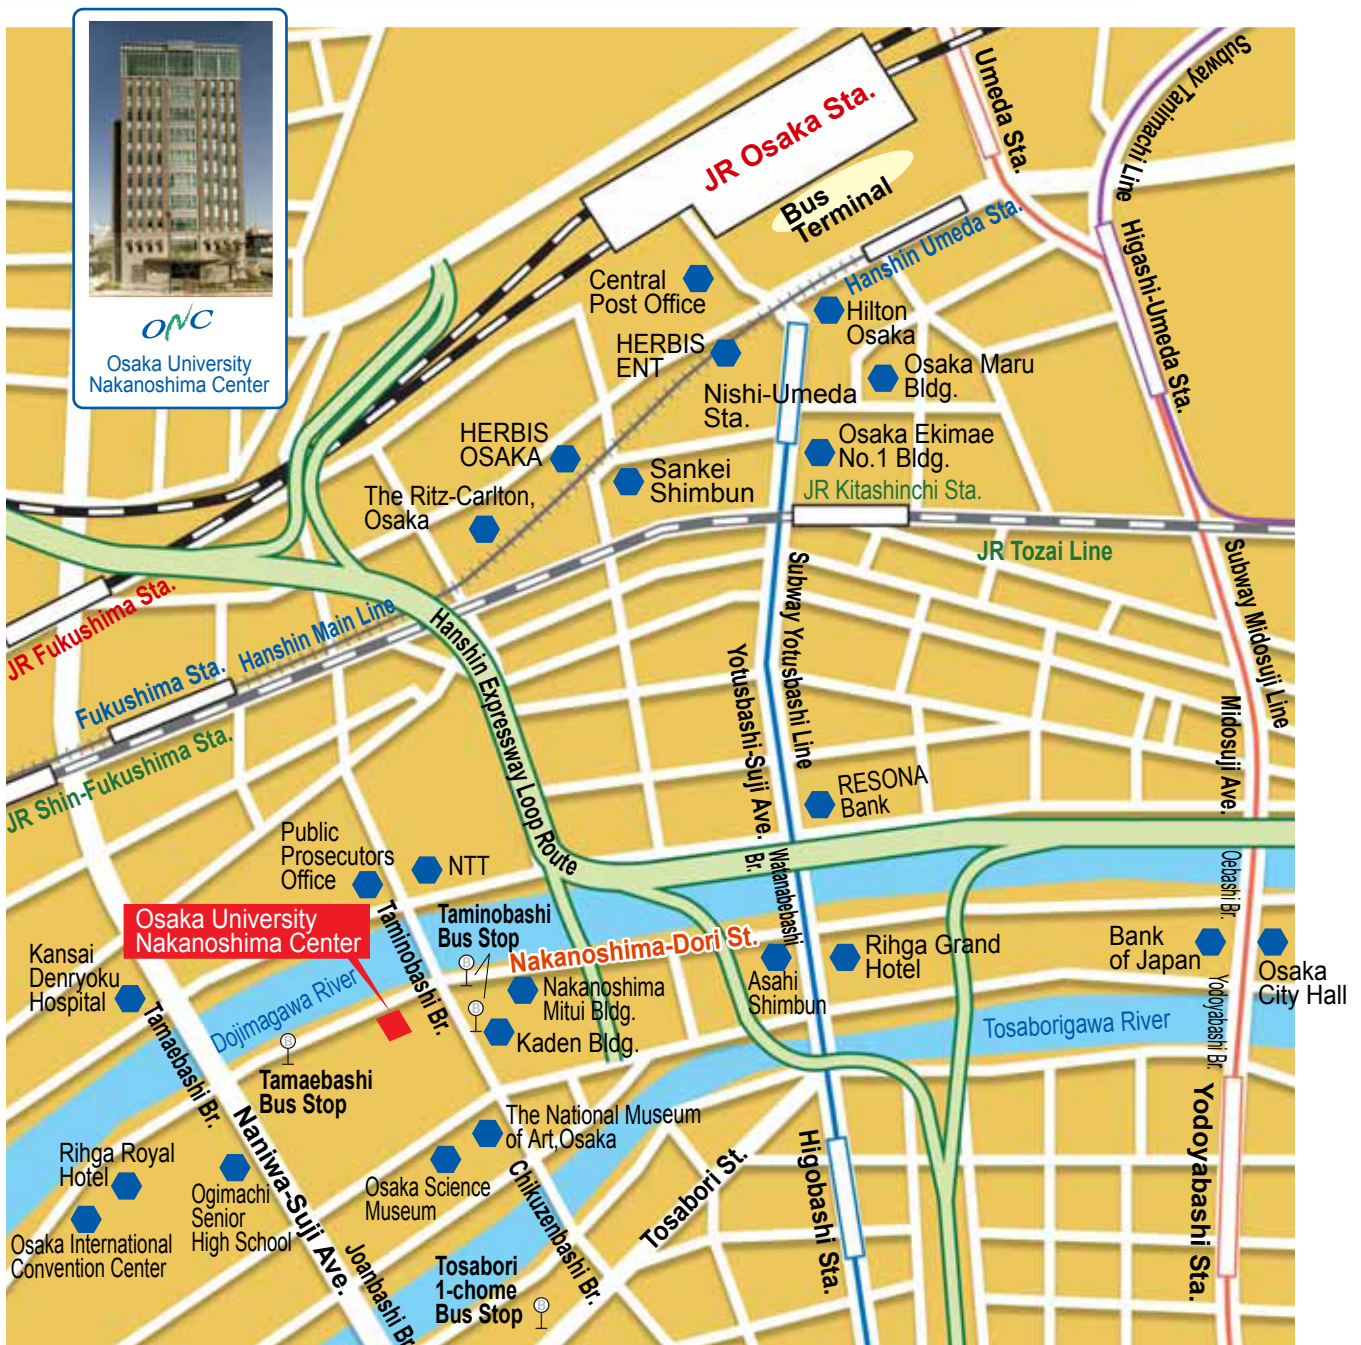 ONC
Osaka University
Nakanoshima Center
JR Osaka Sta.
Bus
Terminal
Umeda Sta.
Subway Tanimachi Line
Higashi-Umeda Sta.
Hanshin Umeda Sta.
Central
Post Office
Hilton
Osaka
HERBIS
ENT
Osaka Maru
Bldg.
Nishi-Umeda
Sta.
HERBIS
OSAKA
Osaka Ekimae
No.1 Bldg.
Sankei
Shimbun
The Ritz-Carlton,
Osaka
JR Kitashinchi Sta.
JR Tozai Line
JR Fukushima Sta.
Hanshin Main Line
Fukushima Sta.
JR Shin-Fukushima Sta.
Hanshin Expressway Loop Route
Subway Yotusbashi Line
Yotusbashi-Suji Ave.
Subway Midosuji Line
Midosuji Ave.
RESONA
Bank
Public
Prosecutors
Office
NTT
Watanabebashi
Br.
Oebashi Br.
Osaka University
Nakanoshima Center
Taminobashi Br.
Taminobashi
Bus Stop
Nakanoshima-Dori St.
Kansai
Denryoku
Hospital
Rihga Grand
Hotel
Asahi
Shimbun
Bank
of Japan
Osaka
City Hall
Yodoyabashi Br.
Nakanoshima
Mitui Bldg.
Kaden Bldg.
Dojimagawa River
Tosaborigawa River
B
B
B
Tamaebashi Br.
Tamaebashi
Bus Stop
Naniwa-Suji Ave.
The National Museum
of Art,Osaka
Osaka Science
Museum
Chikuzenbashi Br.
Tosabori St.
Higobashi Sta.
Yodoyabashi Sta.
Rihga Royal
Hotel
Ogimachi
Senior
High School
Osaka International
Convention Center
Joanbashi Br.
Tosabori
1-chome
Bus Stop
B